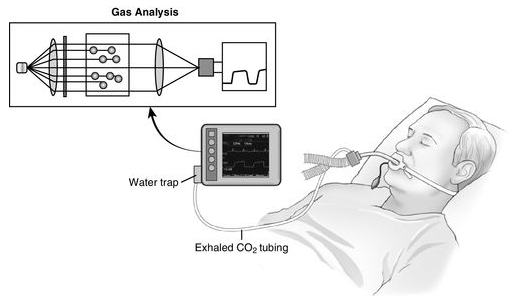 Gas Analysis
Water trap
Exhaled CO₂ tubing